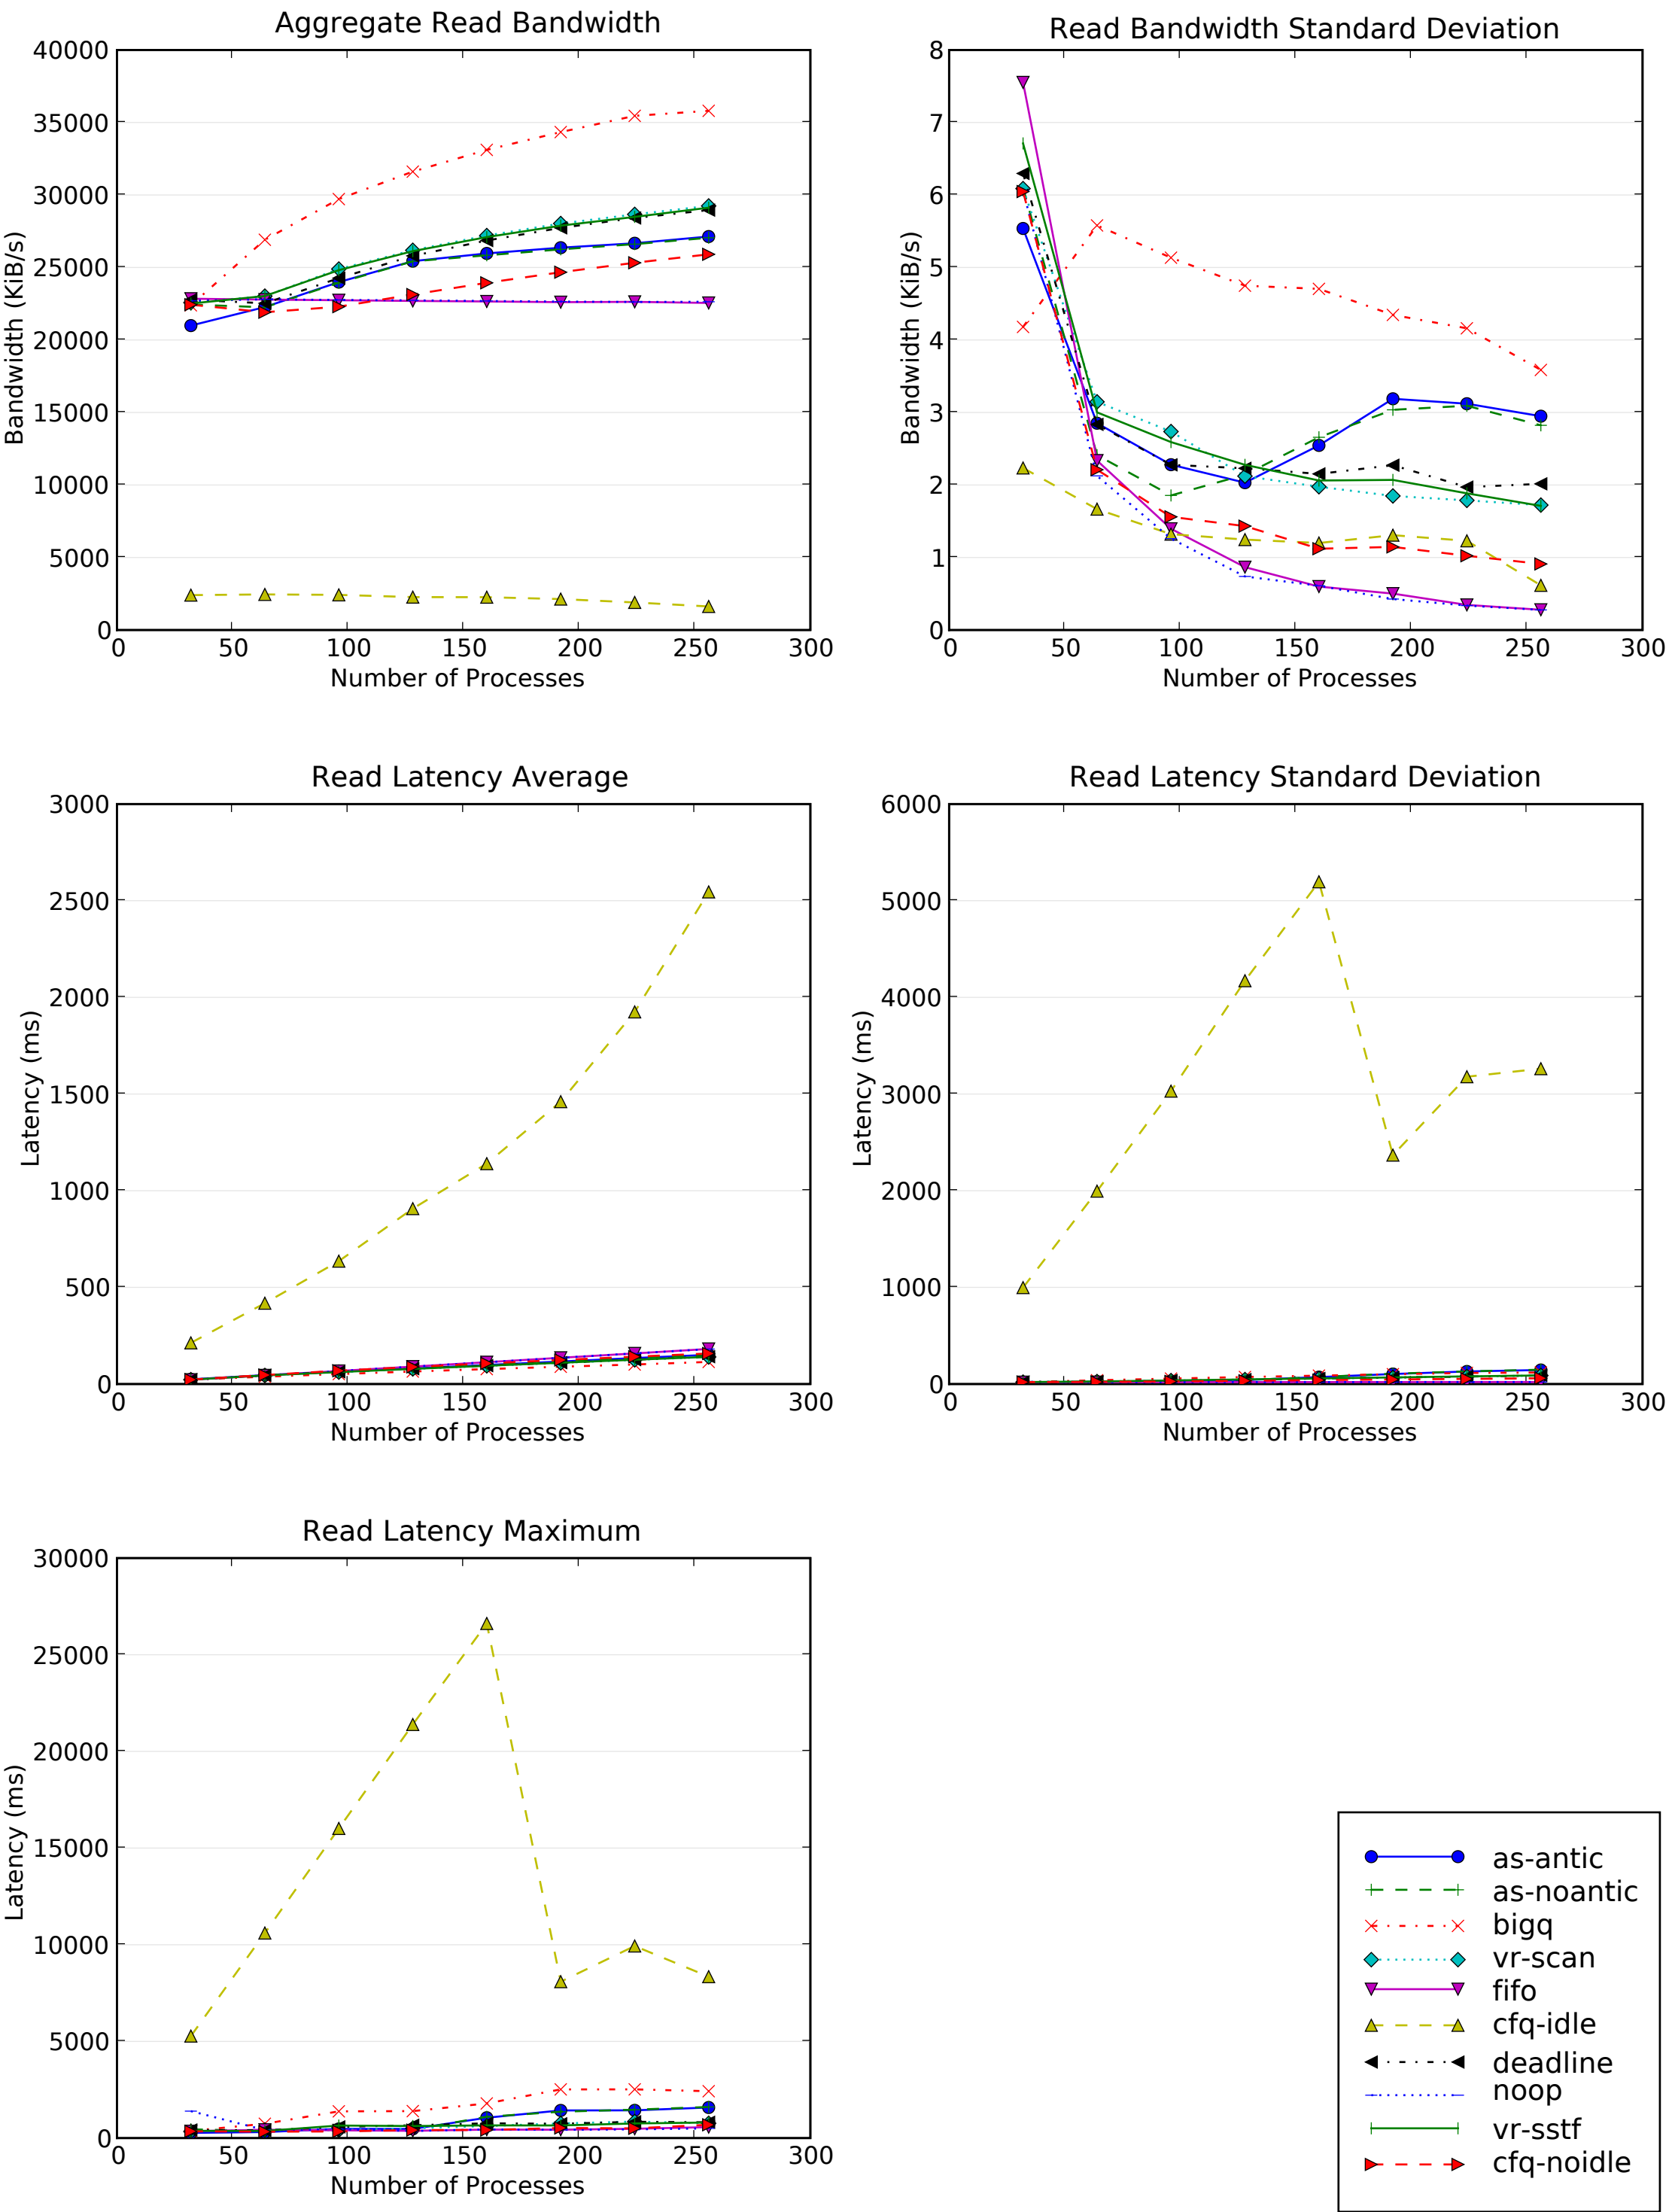 Aggregate Read Bandwidth
40000
35000
30000
25000
20000
15000
10000
5000
0
Bandwidth (KiB/s)
0 50 100 150 200 250 300
Number of Processes
Read Bandwidth Standard Deviation
8
7
6
5
4
3
2
1
0
Bandwidth (KiB/s)
0 50 100 150 200 250 300
Number of Processes
Read Latency Average
3000
2500
2000
1500
1000
500
0
Latency (ms)
0 50 100 150 200 250 300
Number of Processes
Read Latency Standard Deviation
6000
5000
4000
3000
2000
1000
0
Latency (ms)
0 50 100 150 200 250 300
Number of Processes
Read Latency Maximum
30000
25000
20000
15000
10000
5000
0
Latency (ms)
0 50 100 150 200 250 300
Number of Processes
as-antic
as-noantic
bigq
vr-scan
fifo
cfq-idle
deadline
noop
vr-sstf
cfq-noidle